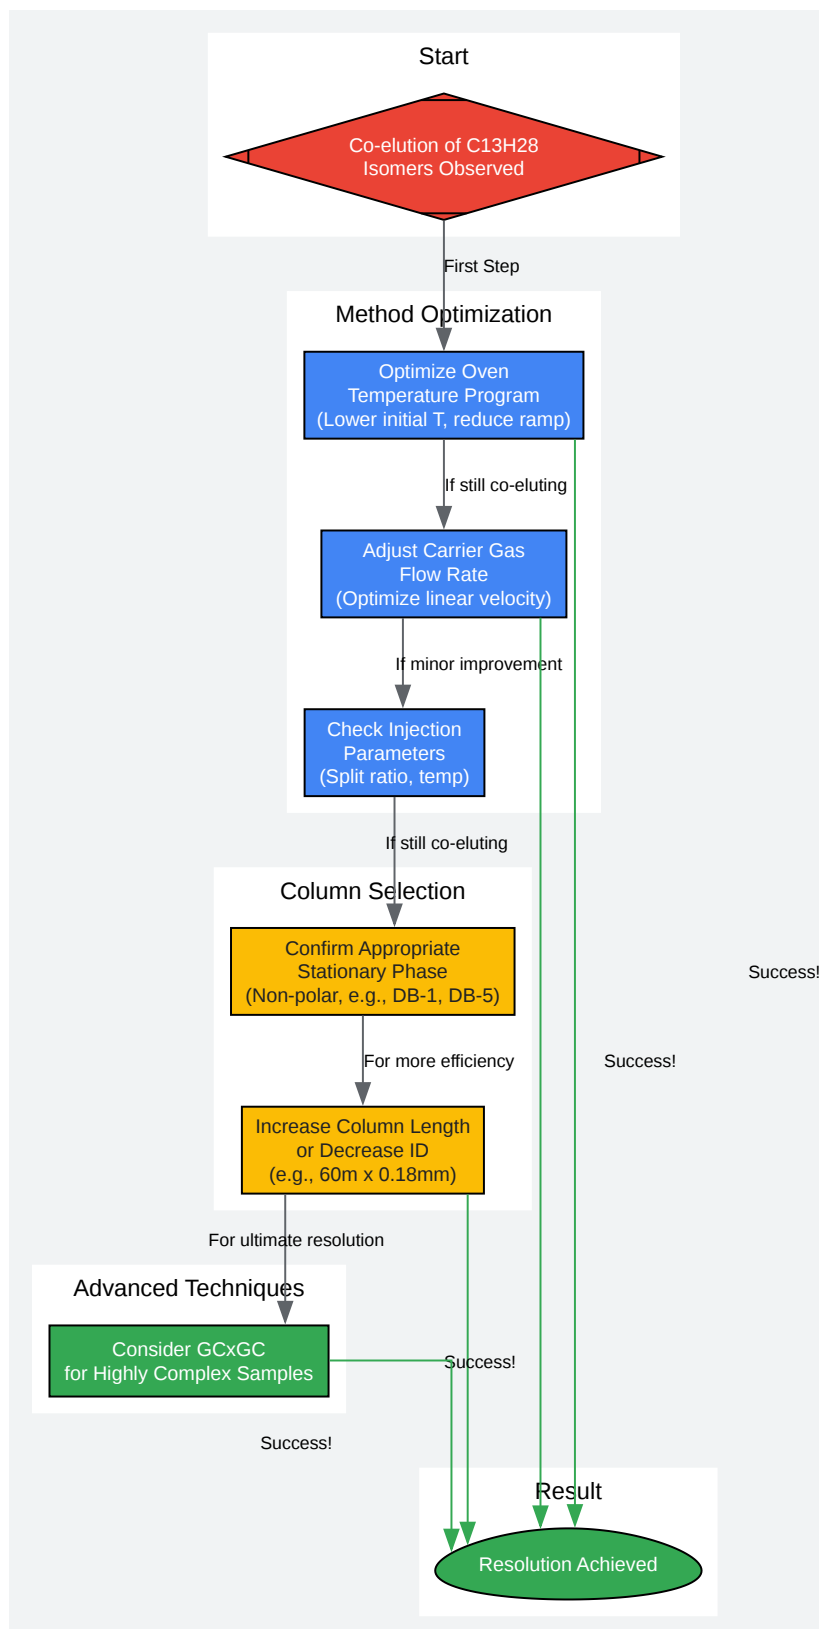 Start
Co-elution of C13H28
Isomers Observed
First Step
Method Optimization
Optimize Oven
Temperature Program
(Lower initial T, reduce ramp)
If still co-eluting
Adjust Carrier Gas
Flow Rate
(Optimize linear velocity)
If minor improvement
Check Injection
Parameters
(Split ratio, temp)
If still co-eluting
Column Selection
Confirm Appropriate
Stationary Phase
(Non-polar, e.g., DB-1, DB-5)
Success!
For more efficiency
Success!
Increase Column Length
or Decrease ID
(e.g., 60m x 0.18mm)
For ultimate resolution
Advanced Techniques
Consider GCxGC
for Highly Complex Samples
Success!
Success!
Result
Resolution Achieved